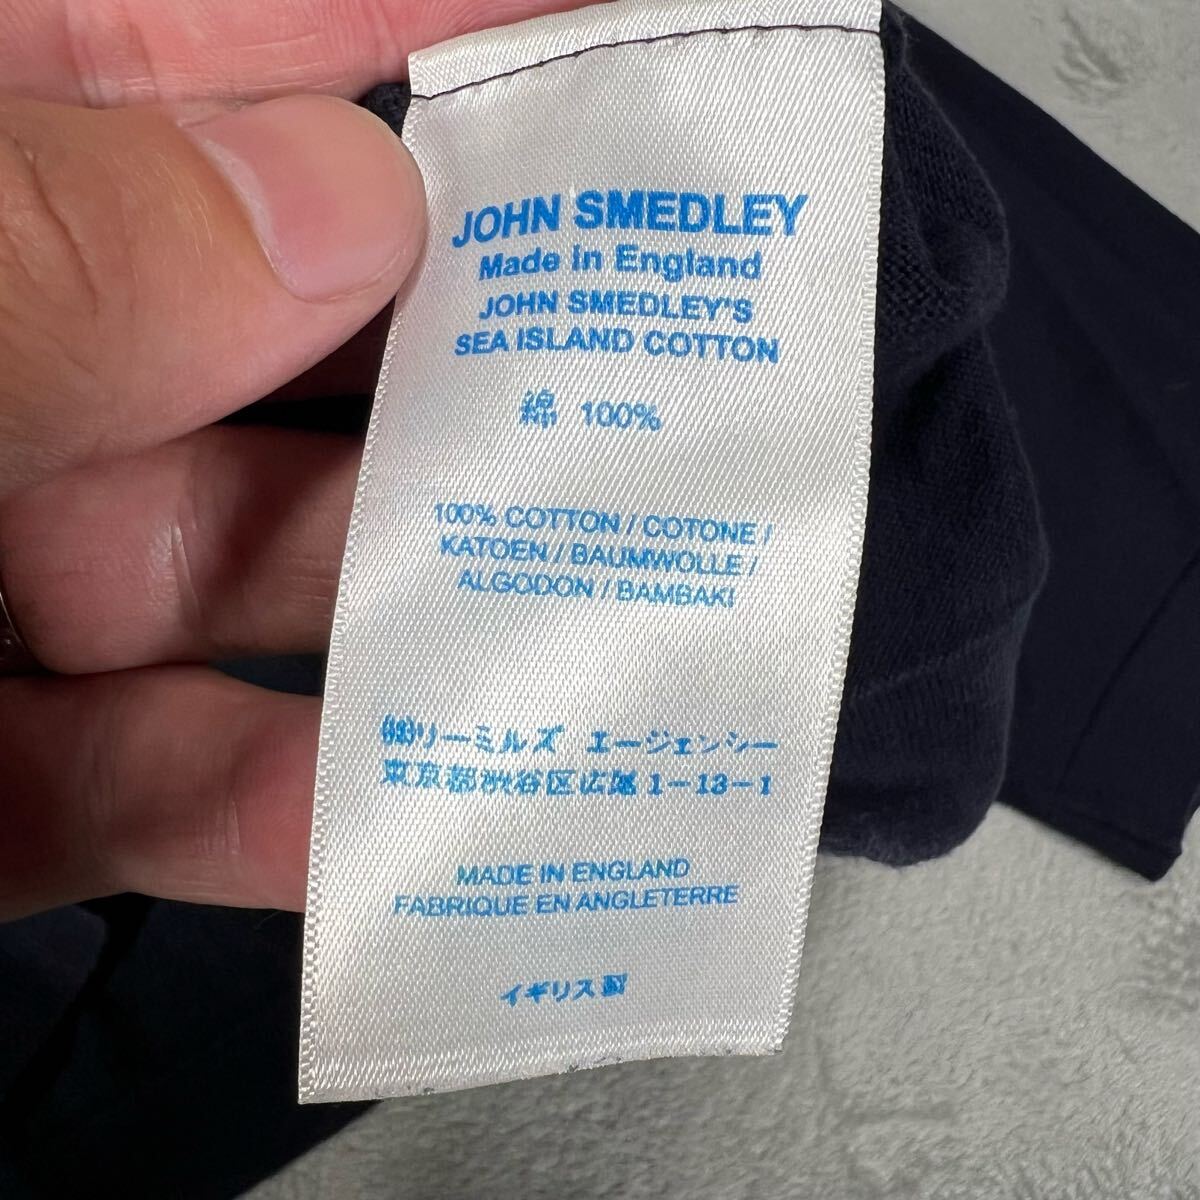 JOHN SMEDLEY
Made in England
JOHN SMEDLEY'S
SEA ISLAND COTTON
綿 100%
100% COTTON / COTONE /
KATOEN / BAUMWOLLE /
ALGODON / BAMBAKI
㈱リーミルズ エージェンシー
東京都渋谷区広尾1-13-1
MADE IN ENGLAND
FABRIQUE EN ANGLETERRE
イギリス製